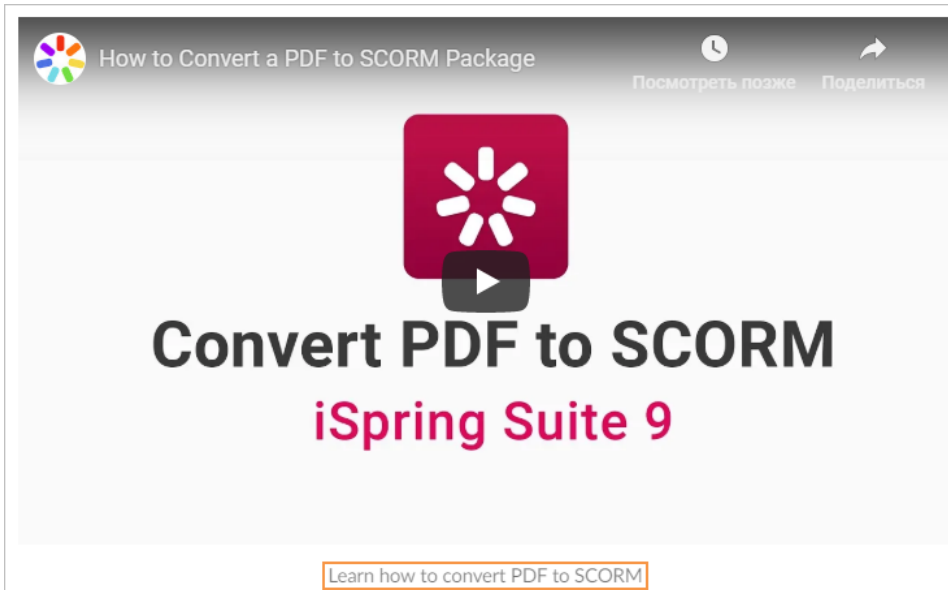 How to Convert a PDF to SCORM Package
Посмотреть позже
Поделиться
Convert PDF to SCORM
iSpring Suite 9
Learn how to convert PDF to SCORM